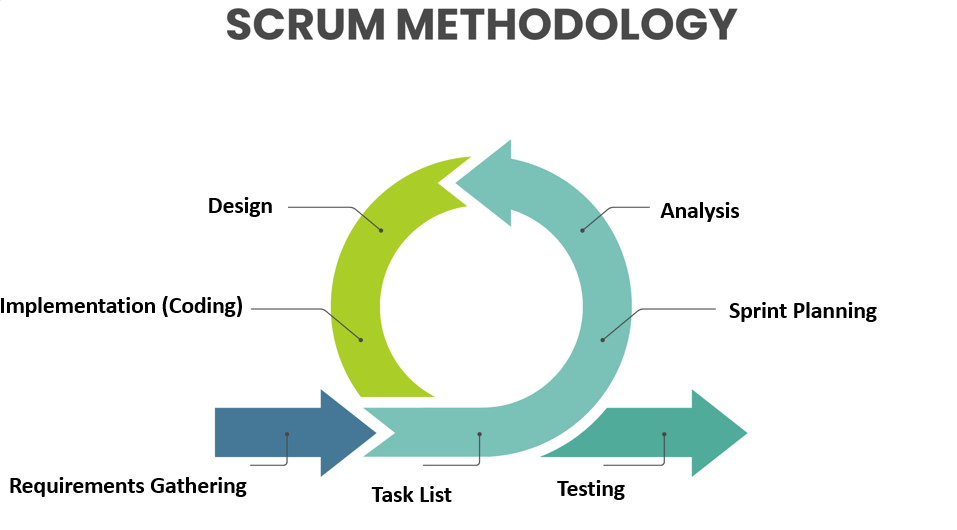 SCRUM METHODOLOGY
Design
Analysis
Implementation (Coding)
Sprint Planning
Requirements Gathering
Task List
Testing